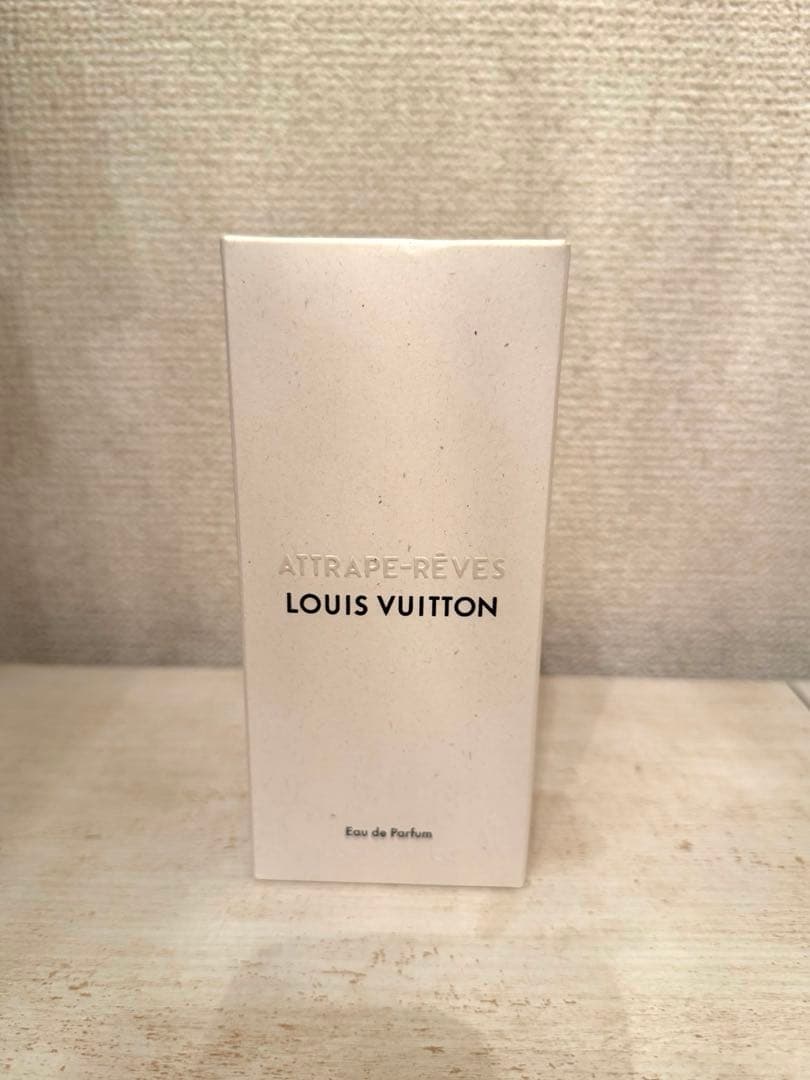 ATTRAPE-RÊVES
LOUIS VUITTON
Eau de Parfum